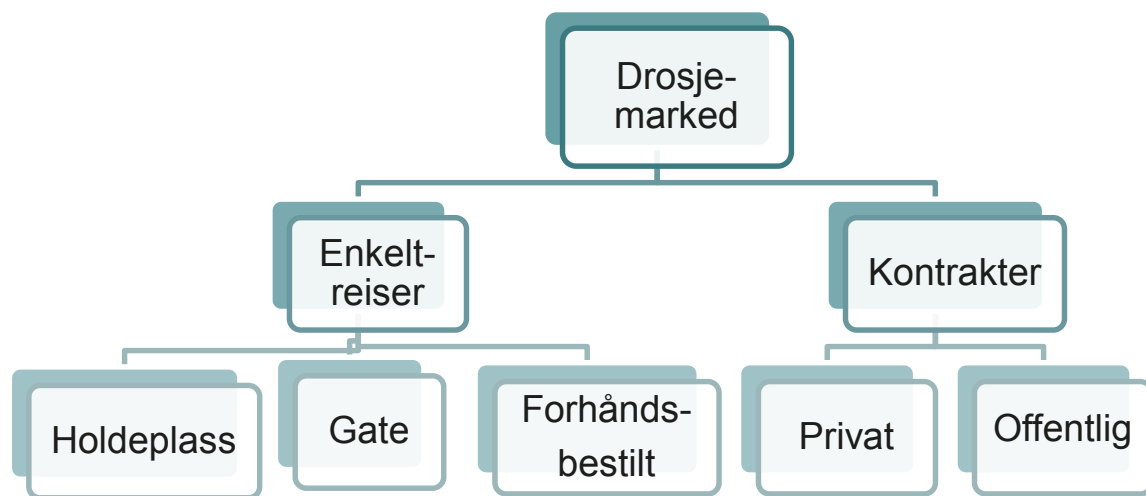 Drosje-
marked
Enkelt-
reiser
Kontrakter
Holdeplass
Gate
Forhånds-
bestilt
Privat
Offentlig